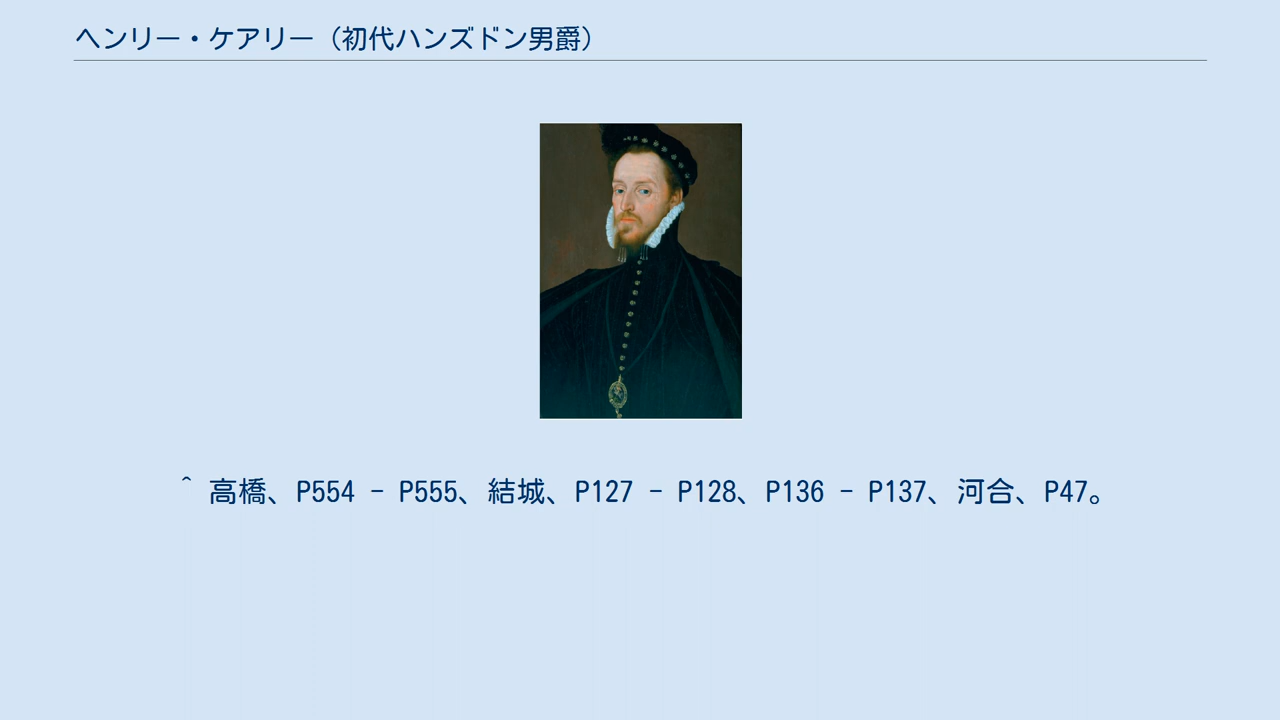 ヘンリー・ケアリー（初代ハンズドン男爵）
^ 高橋、P554 - P555、結城、P127 - P128、P136 - P137、河合、P47。